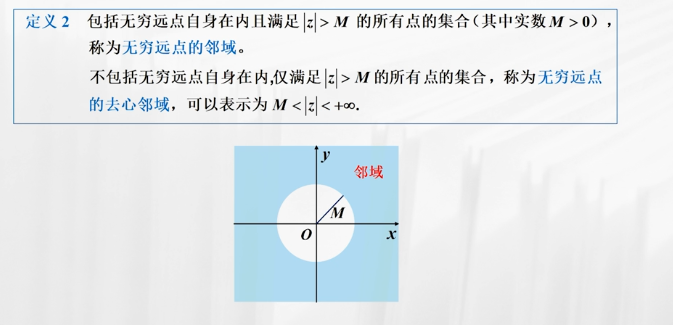 定义 2 包括无穷远点自身在内且满足|z|> M 的所有点的集合(其中实数 M > 0),
称为无穷远点的邻域。
不包括无穷远点自身在内,仅满足|z|> M 的所有点的集合,称为无穷远点
的去心邻域,可以表示为 M <|z|< +∞.
y
邻域
M
O
x